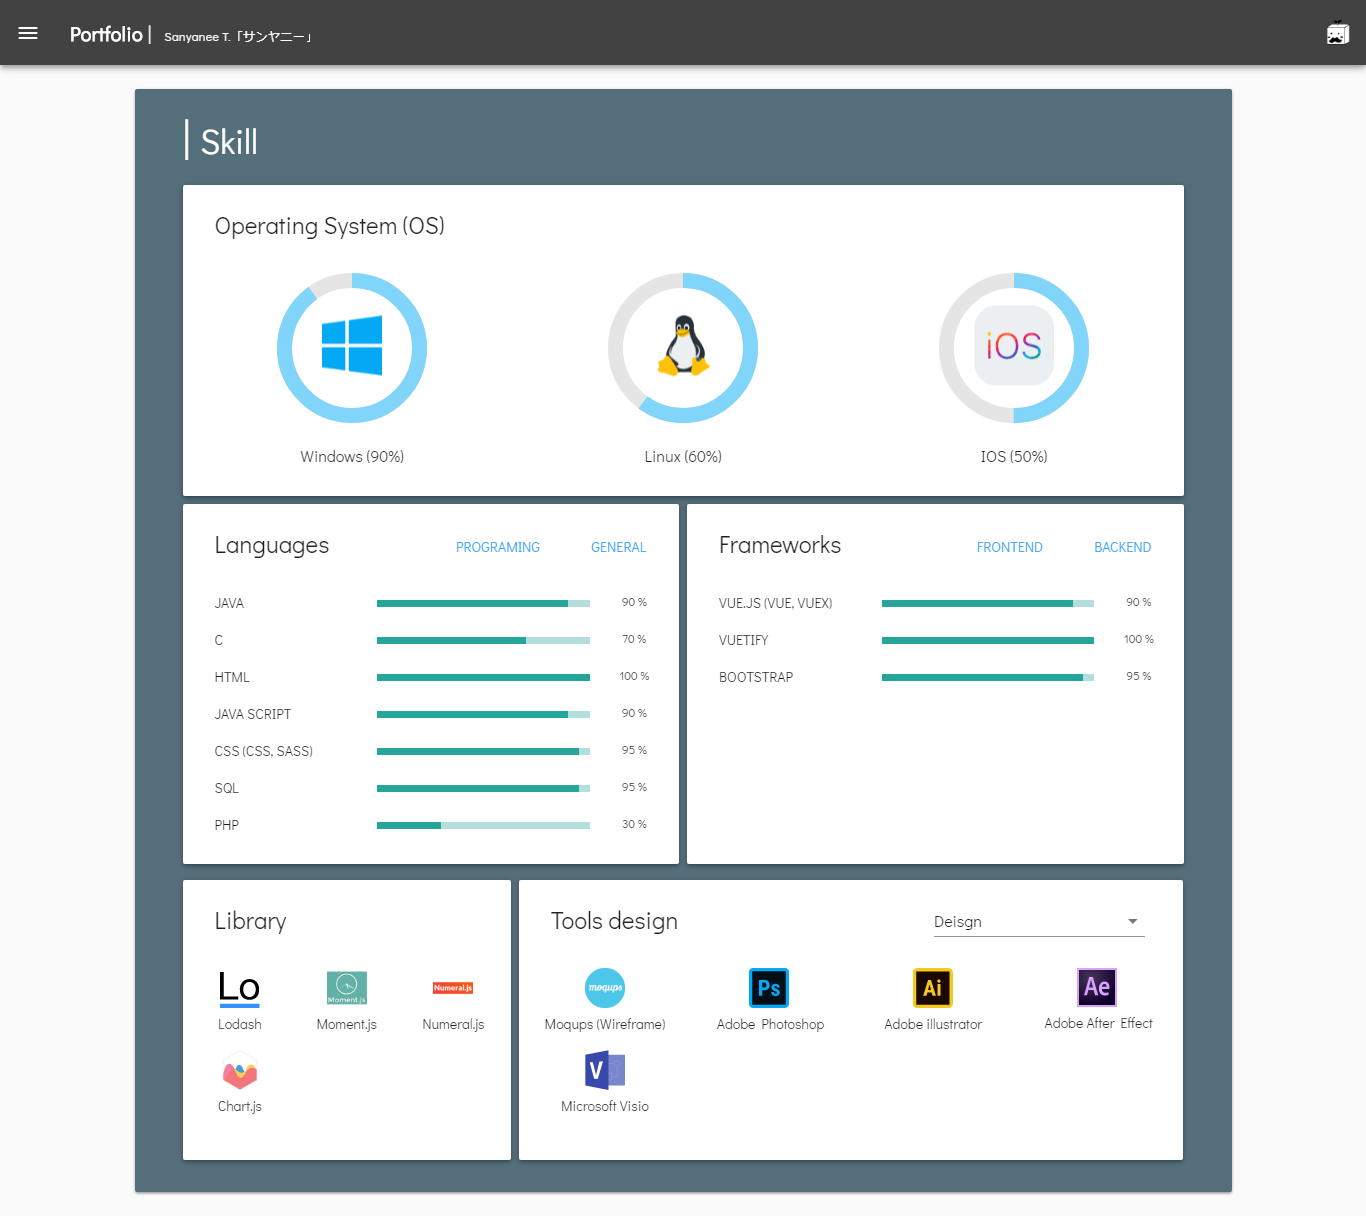 Portfolio | Sanyanee T.「サンヤニー」
| Skill
Operating System (OS)
iOS
Windows (90%)
Linux (60%)
IOS (50%)
Languages
PROGRAMING
GENERAL
JAVA 90 %
C 70 %
HTML 100 %
JAVA SCRIPT 90 %
CSS (CSS, SASS) 95 %
SQL 95 %
PHP 30 %
Frameworks
FRONTEND
BACKEND
VUE.JS (VUE, VUEX) 90 %
VUETIFY 100 %
BOOTSTRAP 95 %
Library
Lo
Lodash
Moment.js
Moment.js
Numeral.js
Numeral.js
Chart.js
Tools design
Deisgn
moqups
Moqups (Wireframe)
Ps
Adobe Photoshop
Ai
Adobe illustrator
Ae
Adobe After Effect
V
Microsoft Visio